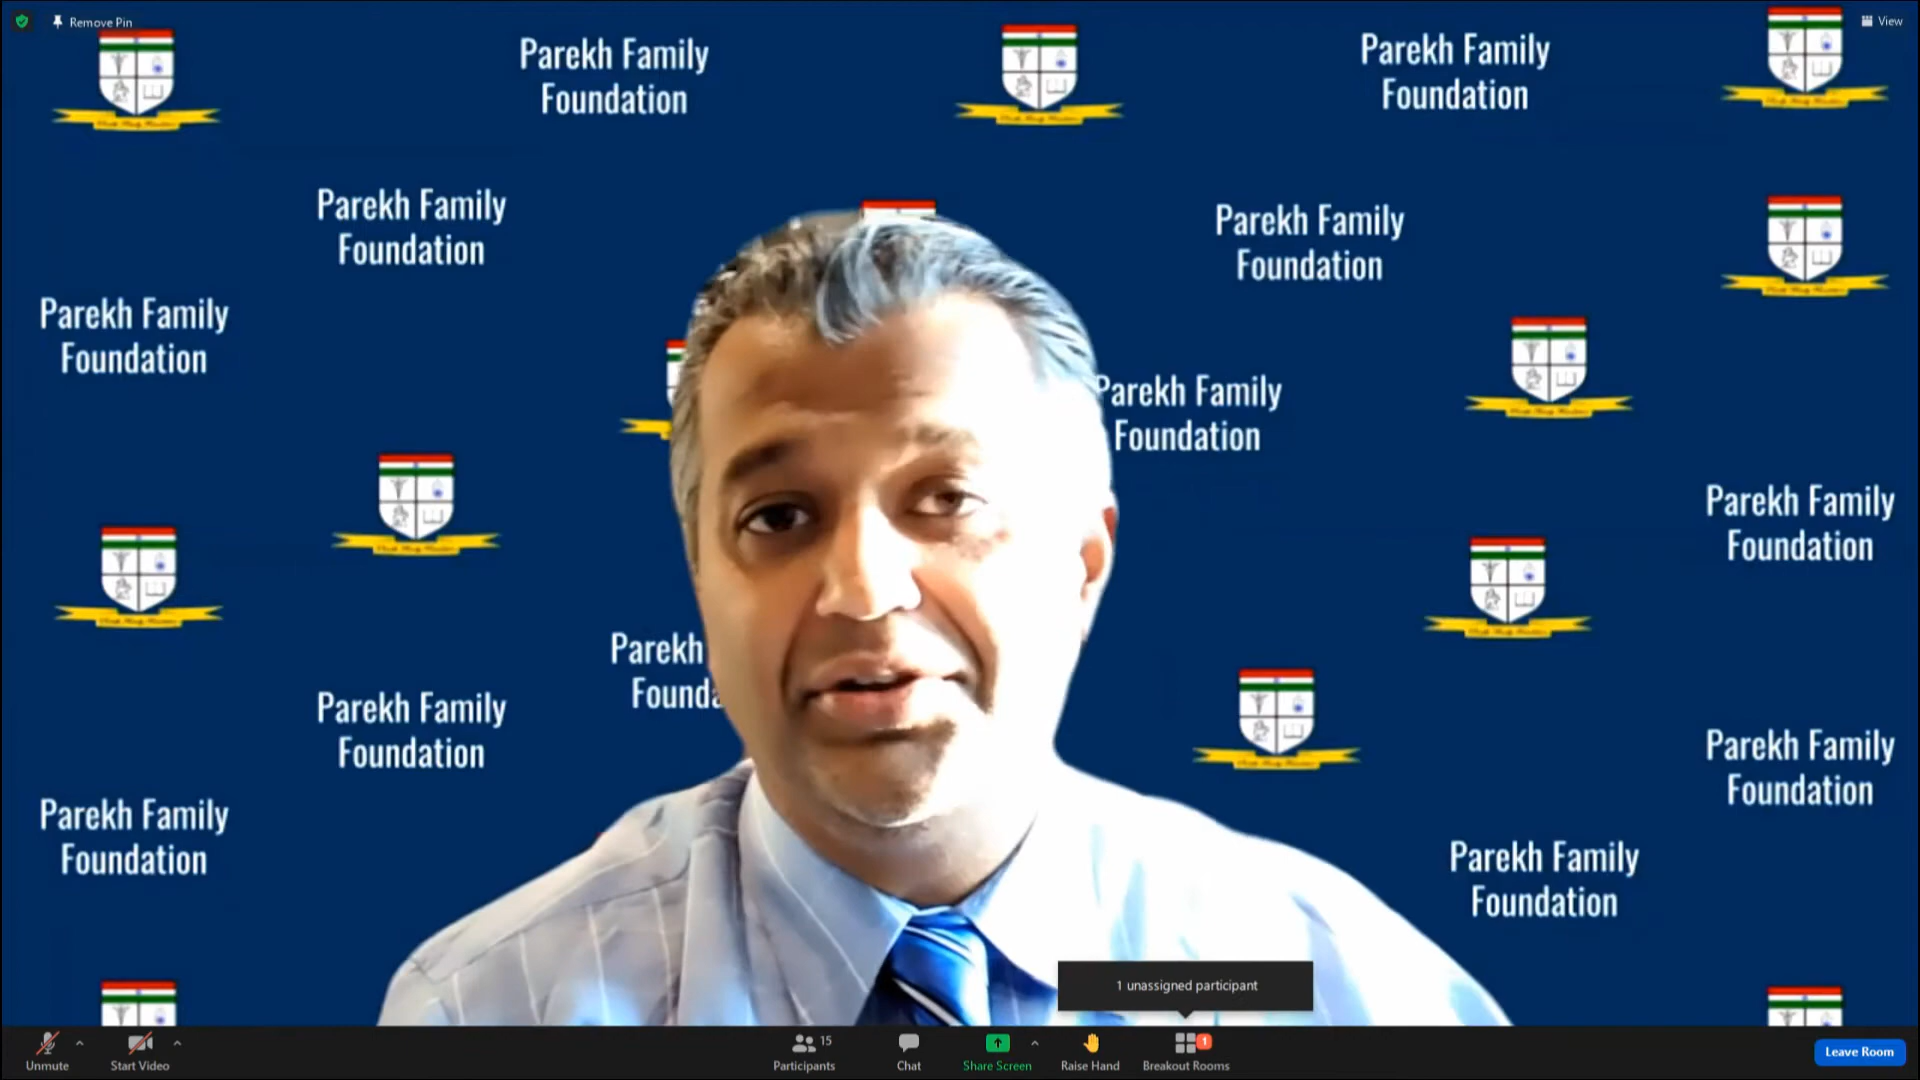 Remove Pin
View
Parekh Family
Foundation
Parekh Family
Foundation
Parekh Family
Foundation
Parekh Family
Foundation
Parekh Family
Foundation
Parekh Family
Foundation
Parekh Family
Foundation
Parekh
Founda
Parekh Family
Foundation
Parekh Family
Foundation
Parekh Family
Foundation
Parekh Family
Foundation
1 unassigned participant
Unmute
Start Video
15
Participants
Chat
Share Screen
Raise Hand
1
Breakout Rooms
Leave Room